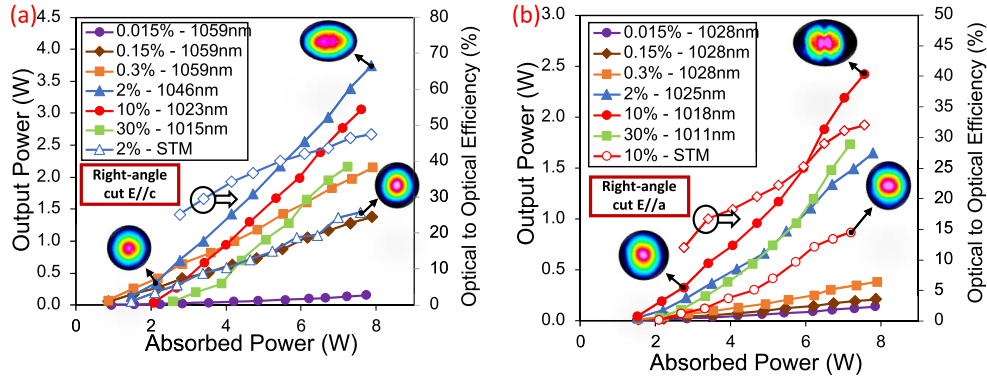 (a)
4.5
4.0
3.5
3.0
2.5
2.0
1.5
1.0
0.5
0.0
Output Power (W)
0.015% - 1059nm
0.15% - 1059nm
0.3% - 1059nm
2% - 1046nm
10% - 1023nm
30% - 1015nm
2% - STM
Right-angle
cut E//c
80
70
60
50
40
30
20
10
0
Optical to Optical Efficiency (%)
0 2 4 6 8
Absorbed Power (W)
(b)
3.0
2.5
2.0
1.5
1.0
0.5
0.0
Output Power (W)
0.015% - 1028nm
0.15% - 1028nm
0.3% - 1028nm
2% - 1025nm
10% - 1018nm
30% - 1011nm
10% - STM
Right-angle
cut E//a
50
45
40
35
30
25
20
15
10
5
0
Optical to Optical Efficiency (%)
0 2 4 6 8
Absorbed Power (W)